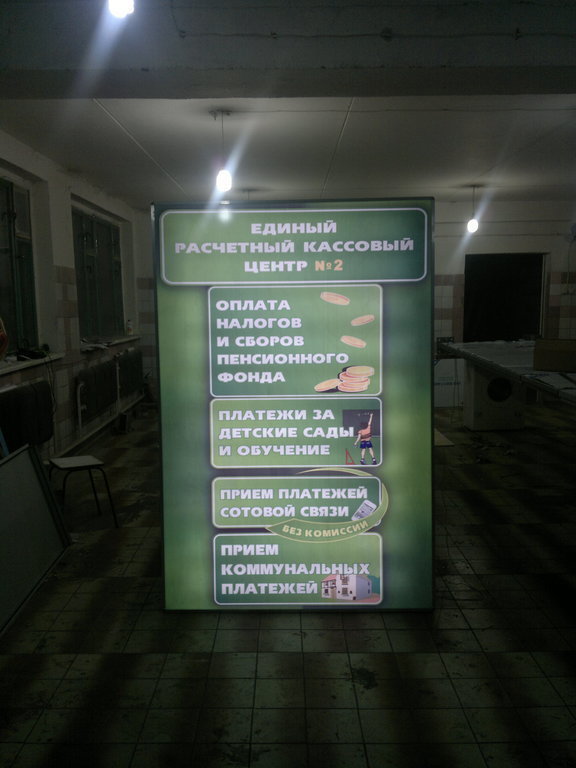 ЕДИНЫЙ
РАСЧЕТНЫЙ КАССОВЫЙ
ЦЕНТР №2
ОПЛАТА
НАЛОГОВ
И СБОРОВ
ПЕНСИОННОГО
ФОНДА
ПЛАТЕЖИ ЗА
ДЕТСКИЕ САДЫ
И ОБУЧЕНИЕ
ПРИЕМ ПЛАТЕЖЕЙ
СОТОВОЙ СВЯЗИ
БЕЗ КОМИССИИ
ПРИЕМ
КОММУНАЛЬНЫХ
ПЛАТЕЖЕЙ